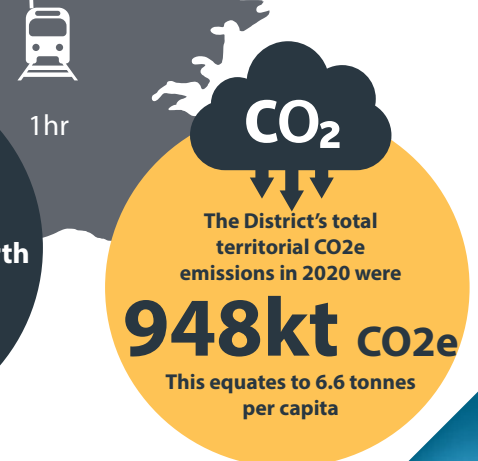 1hr
th
CO₂
The District's total
territorial CO2e
emissions in 2020 were
948kt CO2e
This equates to 6.6 tonnes
per capita